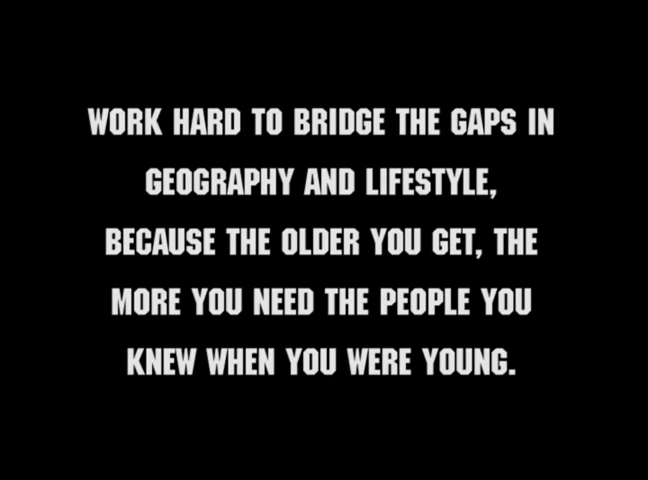 WORK HARD TO BRIDGE THE GAPS IN
GEOGRAPHY AND LIFESTYLE,
BECAUSE THE OLDER YOU GET, THE
MORE YOU NEED THE PEOPLE YOU
KNEW WHEN YOU WERE YOUNG.